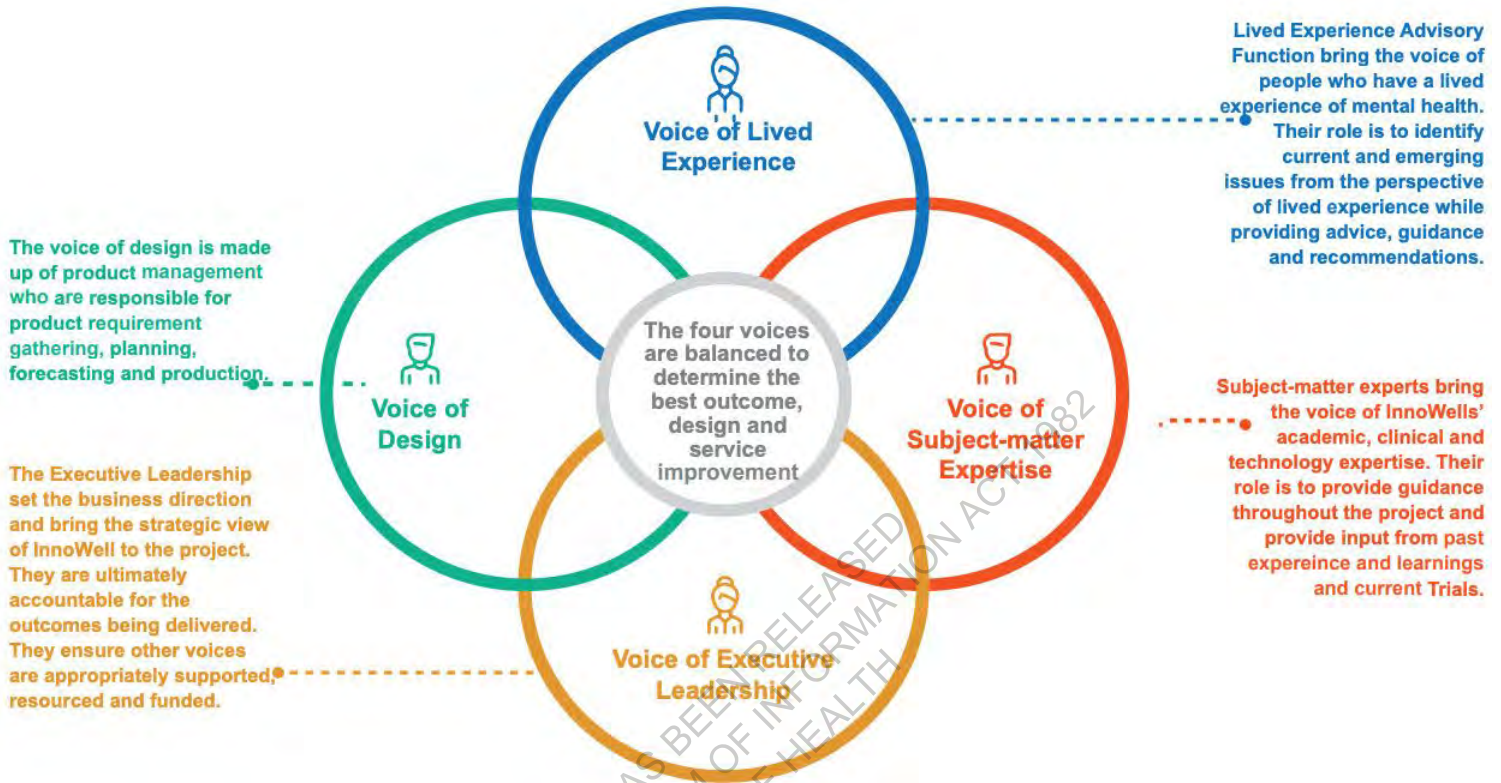 Voice of Lived
Experience
Lived Experience Advisory
Function bring the voice of
people who have a lived
experience of mental health.
Their role is to identify
current and emerging
issues from the perspective
of lived experience while
providing advice, guidance
and recommendations.
The voice of design is made
up of product management
who are responsible for
product requirement
gathering, planning,
forecasting and production.
Voice of
Design
The four voices
are balanced to
determine the
best outcome,
design and
service
improvement
Voice of
Subject-matter
Expertise
Subject-matter experts bring
the voice of InnoWells'
academic, clinical and
technology expertise. Their
role is to provide guidance
throughout the project and
provide input from past
expereince and learnings
and current Trials.
The Executive Leadership
set the business direction
and bring the strategic view
of InnoWell to the project.
They are ultimately
accountable for the
outcomes being delivered.
They ensure other voices
are appropriately supported,
resourced and funded.
Voice of Executive
Leadership
AS BEEN RELEASED
OF INFORMATION ACT 1982
HEALTH